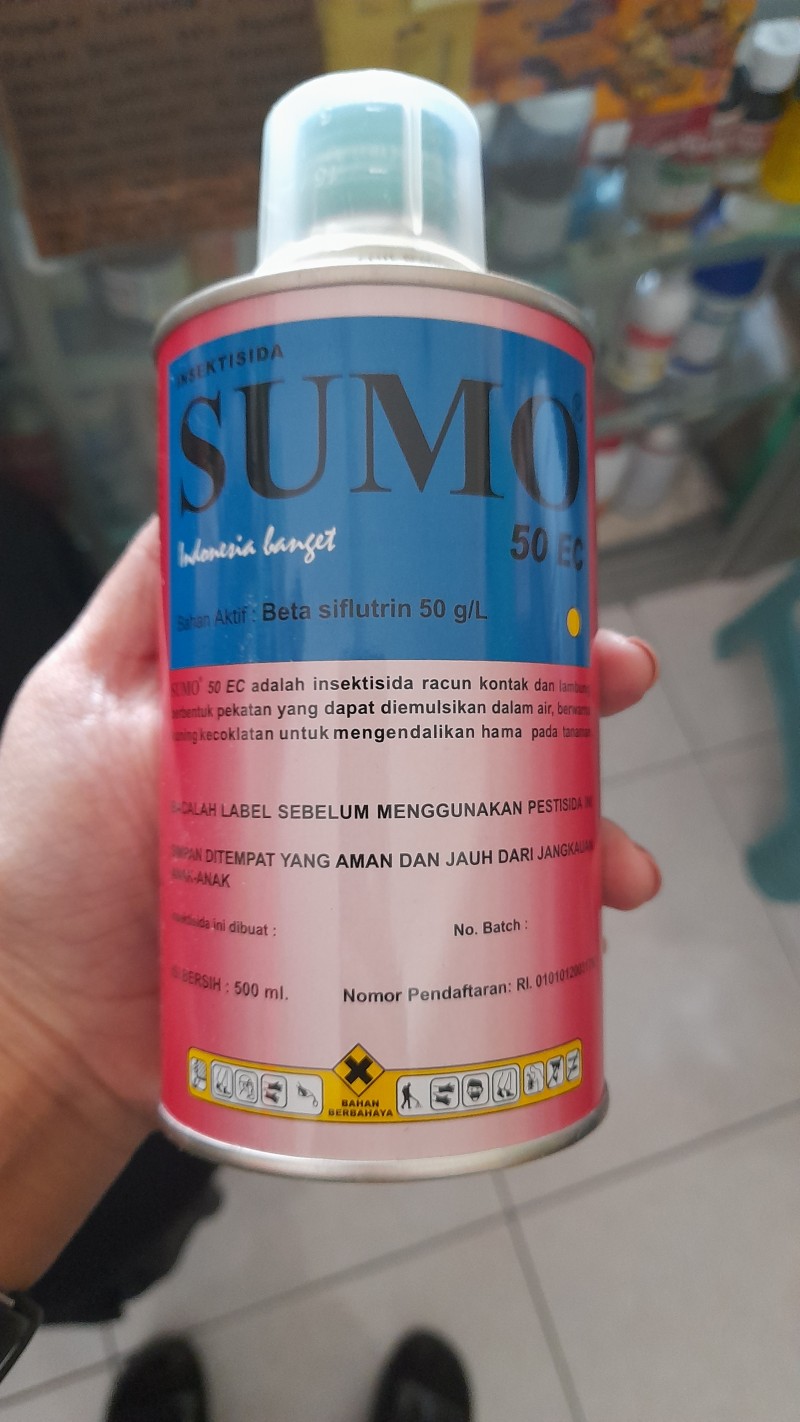 INSEKTISIDA
SUMO®
Indonesia banget
50 EC
Bahan Aktif : Beta siflutrin 50 g/L
SUMO® 50 EC adalah insektisida racun kontak dan lambung
berbentuk pekatan yang dapat diemulsikan dalam air, berwarna
kuning kecoklatan untuk mengendalikan hama pada tanaman
BACALAH LABEL SEBELUM MENGGUNAKAN PESTISIDA INI
SIMPAN DITEMPAT YANG AMAN DAN JAUH DARI JANGKAUAN
ANAK-ANAK
Insektisida ini dibuat :
No. Batch :
ISI BERSIH : 500 ml.
Nomor Pendaftaran: RI.
BAHAN
BERBAHAYA